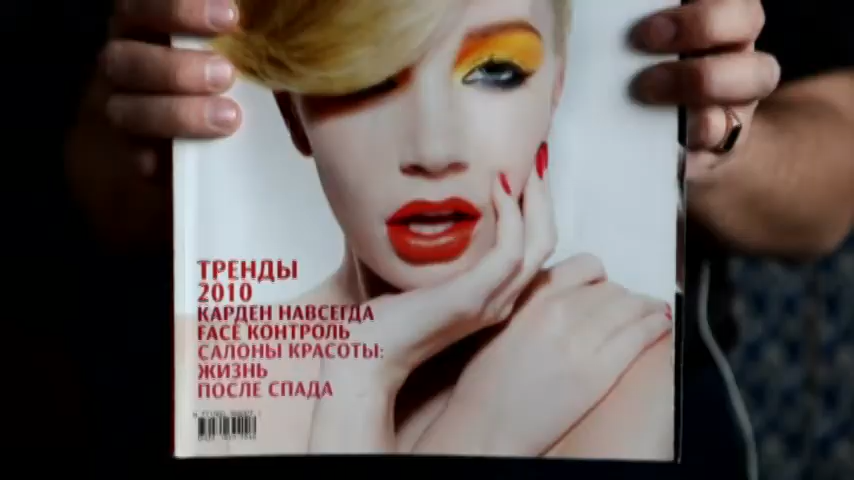 ТРЕНДЫ
2010
КАРДЕН НАВСЕГДА
FACE КОНТРОЛЬ
САЛОНЫ КРАСОТЫ:
ЖИЗНЬ
ПОСЛЕ СПАДА